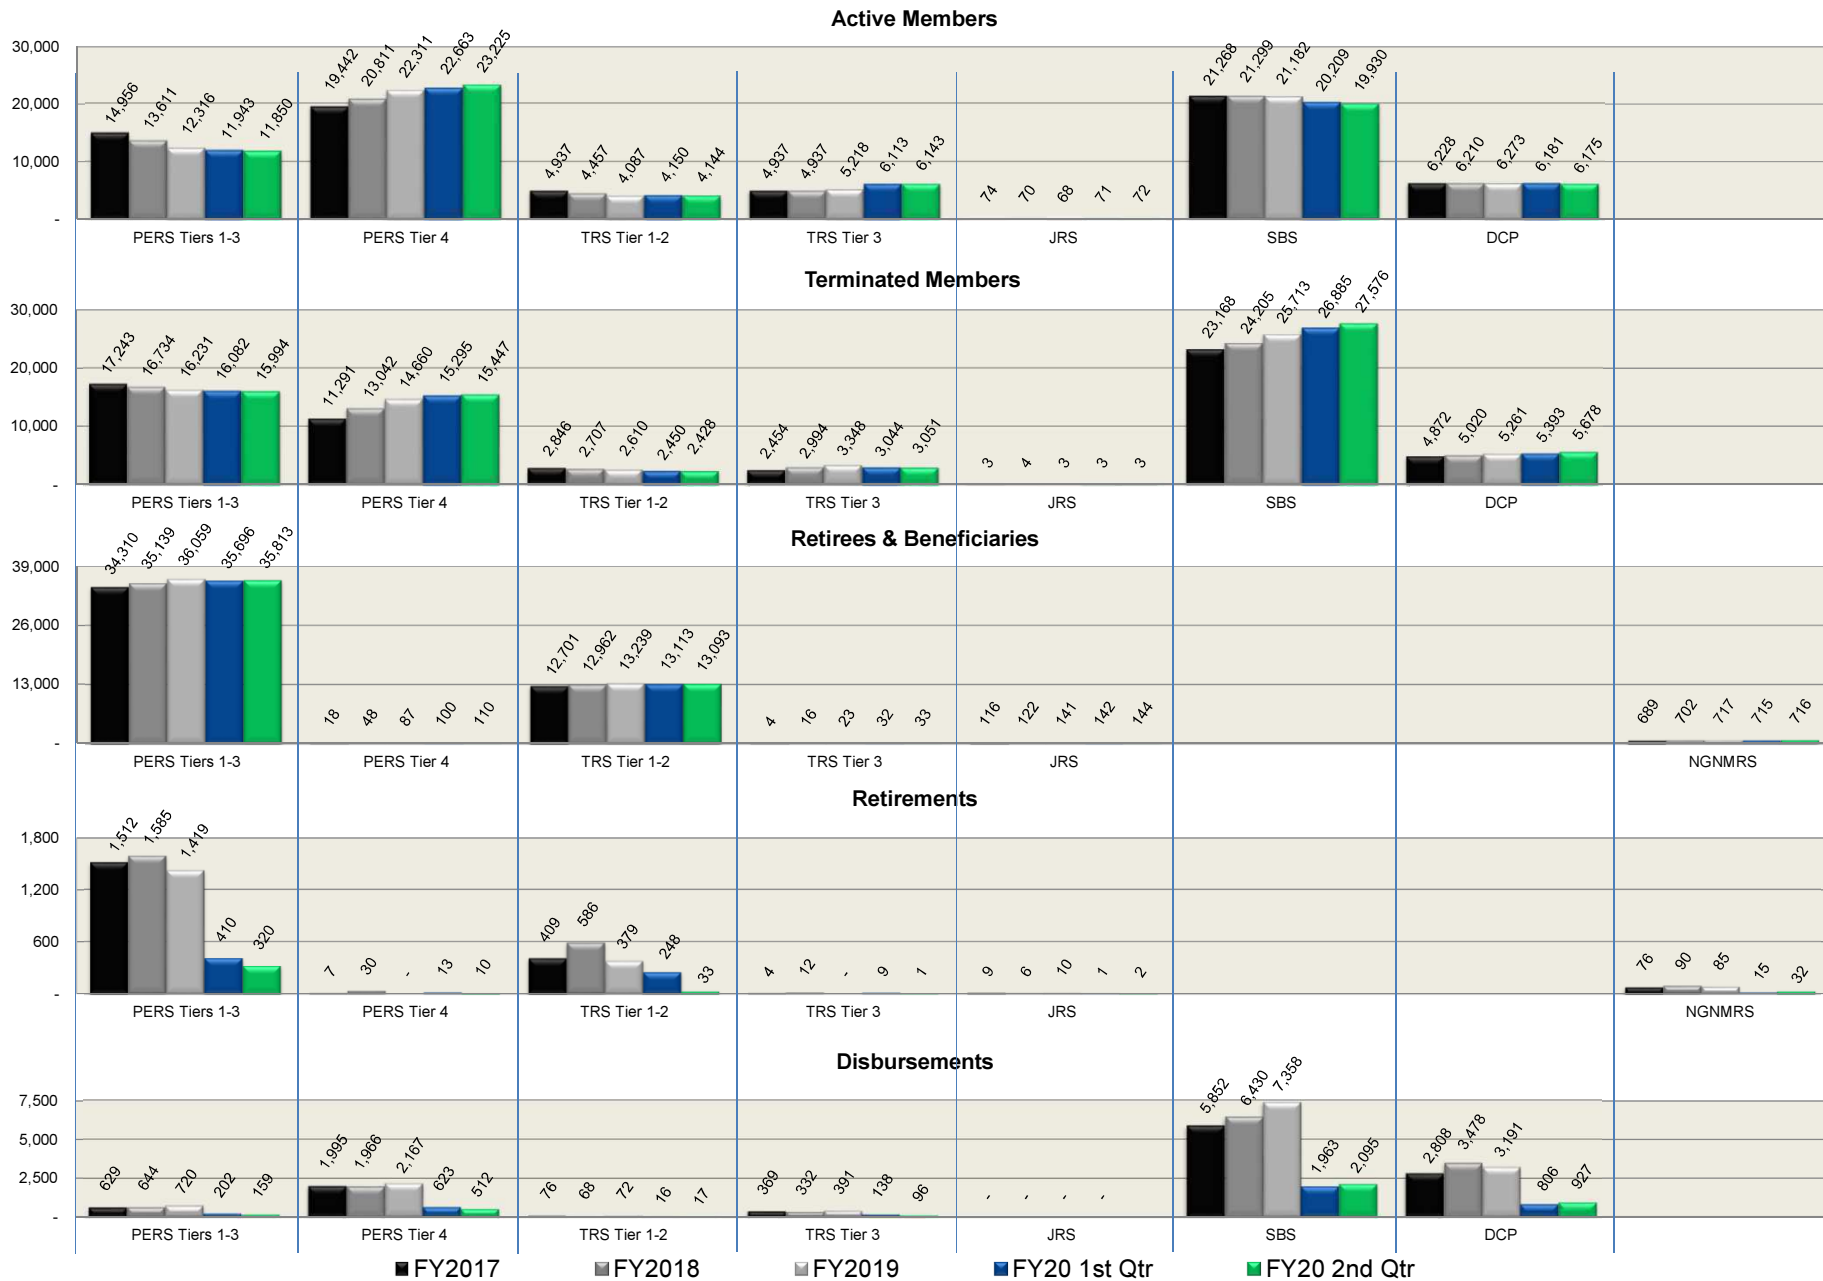 Active Members
30,000
20,000
10,000
-
14,956 13,611 12,316 11,943 11,850
19,442 20,811 22,311 22,663 23,225
4,937 4,457 4,087 4,150 4,144
4,937 4,937 5,218 6,113 6,143
74 70 68 71 72
21,268 21,299 21,182 20,209 19,930
6,228 6,210 6,273 6,181 6,175
PERS Tiers 1-3 PERS Tier 4 TRS Tier 1-2 TRS Tier 3 JRS SBS DCP
Terminated Members
30,000
20,000
10,000
-
17,243 16,734 16,231 16,082 15,994
11,291 13,042 14,660 15,295 15,447
2,846 2,707 2,610 2,450 2,428
2,454 2,994 3,348 3,044 3,051
3 4 3 3 3
23,168 24,205 25,713 26,885 27,576
4,872 5,020 5,261 5,393 5,678
PERS Tiers 1-3 PERS Tier 4 TRS Tier 1-2 TRS Tier 3 JRS SBS DCP
Retirees & Beneficiaries
39,000
26,000
13,000
-
34,310 35,139 36,059 35,696 35,813
18 48 87 100 110
12,701 12,962 13,239 13,113 13,093
4 16 23 32 33
116 122 141 142 144
689 702 717 715 716
PERS Tiers 1-3 PERS Tier 4 TRS Tier 1-2 TRS Tier 3 JRS NGNMRS
Retirements
1,800
1,200
600
-
1,512 1,585 1,419 410 320
7 30 - 13 10
409 586 379 248 33
4 12 - 9 1
9 6 10 1 2
76 90 85 15 32
PERS Tiers 1-3 PERS Tier 4 TRS Tier 1-2 TRS Tier 3 JRS NGNMRS
Disbursements
7,500
5,000
2,500
-
629 644 720 202 159
1,995 1,966 2,167 623 512
76 68 72 16 17
369 332 391 138 96
- - - -
5,852 6,430 7,358 1,963 2,095
2,808 3,478 3,191 806 927
PERS Tiers 1-3 PERS Tier 4 TRS Tier 1-2 TRS Tier 3 JRS SBS DCP
FY2017 FY2018 FY2019 FY20 1st Qtr FY20 2nd Qtr